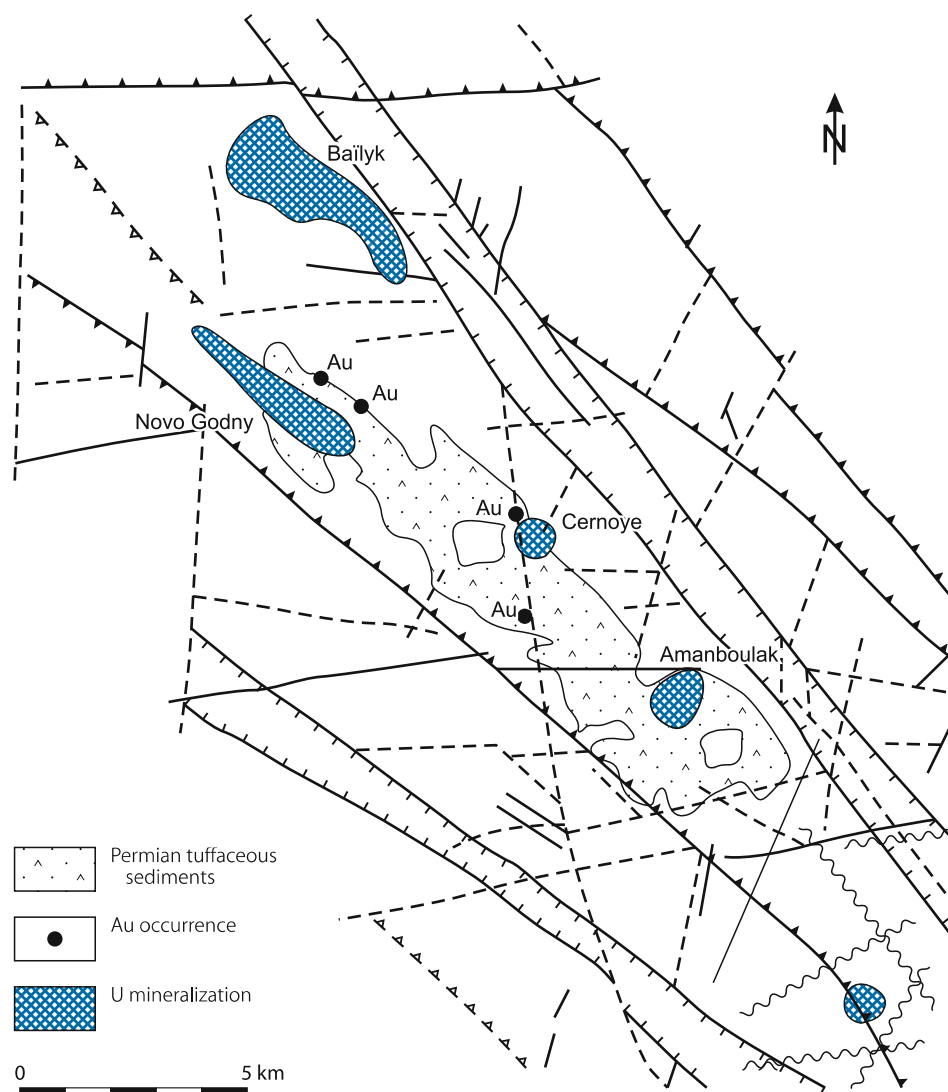 N
Baïlyk
Au
Au
Novo Godny
Au
Cernoye
Au
Amanboulak
Permian tuffaceous
sediments
Au occurrence
U mineralization
0 5 km